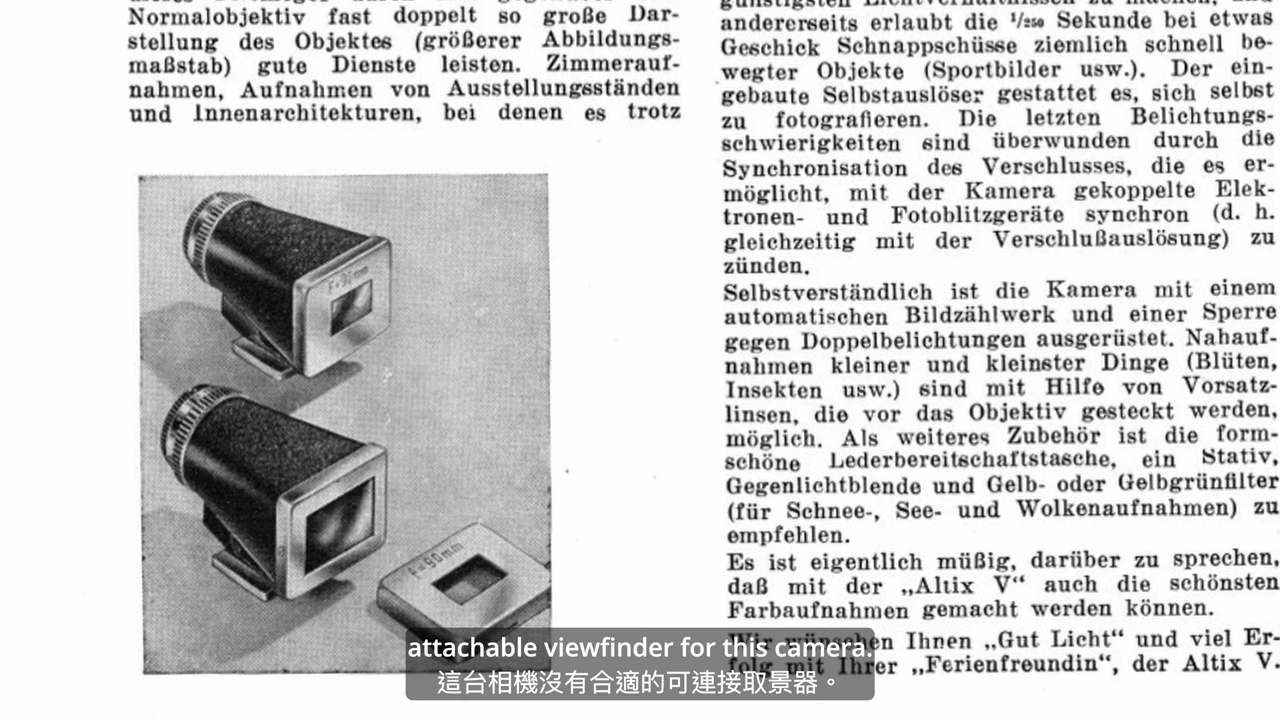 Normalobjektiv fast doppelt so große Dar-
stellung des Objektes (größerer Abbildungs-
maßstab) gute Dienste leisten. Zimmerauf-
nahmen, Aufnahmen von Ausstellungsständen
und Innenarchitekturen, bei denen es trotz
F=90mm
F=90mm
andererseits erlaubt die 1/250 Sekunde bei etwas
Geschick Schnappschüsse ziemlich schnell be-
wegter Objekte (Sportbilder usw.). Der ein-
gebaute Selbstauslöser gestattet es, sich selbst
zu fotografieren. Die letzten Belichtungs-
schwierigkeiten sind überwunden durch die
Synchronisation des Verschlusses, die es er-
möglicht, mit der Kamera gekoppelte Elek-
tronen- und Fotoblitzgeräte synchron (d. h.
gleichzeitig mit der Verschlußauslösung) zu
zünden.
Selbstverständlich ist die Kamera mit einem
automatischen Bildzählwerk und einer Sperre
gegen Doppelbelichtungen ausgerüstet. Nahauf-
nahmen kleiner und kleinster Dinge (Blüten,
Insekten usw.) sind mit Hilfe von Vorsatz-
linsen, die vor das Objektiv gesteckt werden,
möglich. Als weiteres Zubehör ist die form-
schöne Lederbereitschaftstasche, ein Stativ,
Gegenlichtblende und Gelb- oder Gelbgrünfilter
(für Schnee-, See- und Wolkenaufnahmen) zu
empfehlen.
Es ist eigentlich müßig, darüber zu sprechen,
daß mit der „Altix V“ auch die schönsten
Farbaufnahmen gemacht werden können.
Wir wünschen Ihnen „Gut Licht“ und viel Er-
folg mit Ihrer „Ferienfreundin“, der Altix V.
attachable viewfinder for this camera.
這台相機沒有合適的可連接取景器。